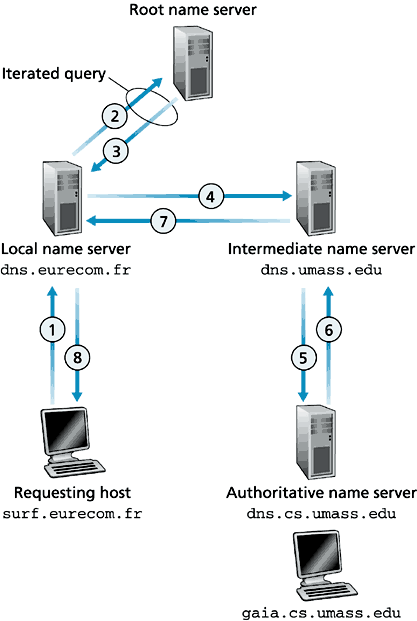 Root name server
Iterated query
2
3
4
7
Local name server
dns.eurecom.fr
Intermediate name server
dns.umass.edu
1
8
5
6
Requesting host
surf.eurecom.fr
Authoritative name server
dns.cs.umass.edu
gaia.cs.umass.edu